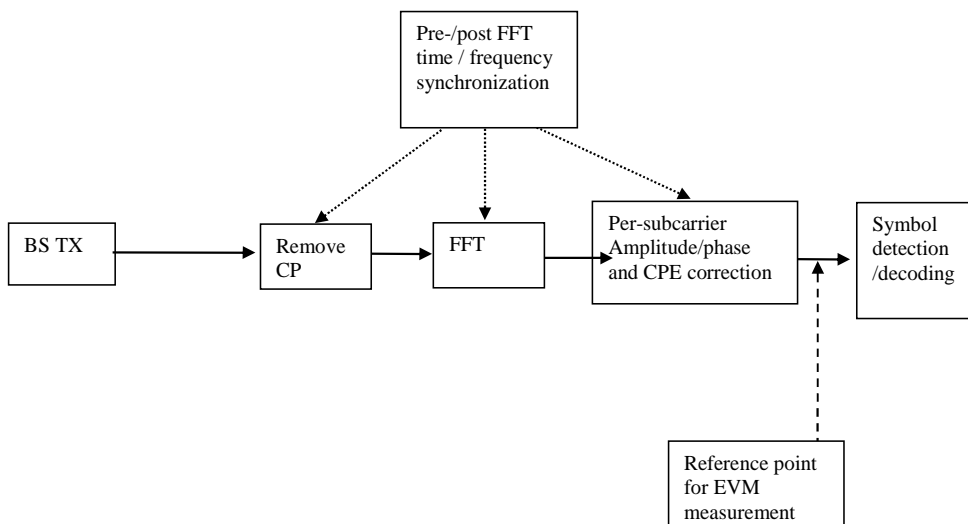 Pre-/post FFT
time / frequency
synchronization
BS TX
Remove
CP
FFT
Per-subcarrier
Amplitude/phase
and CPE correction
Symbol
detection
/decoding
Reference point
for EVM
measurement